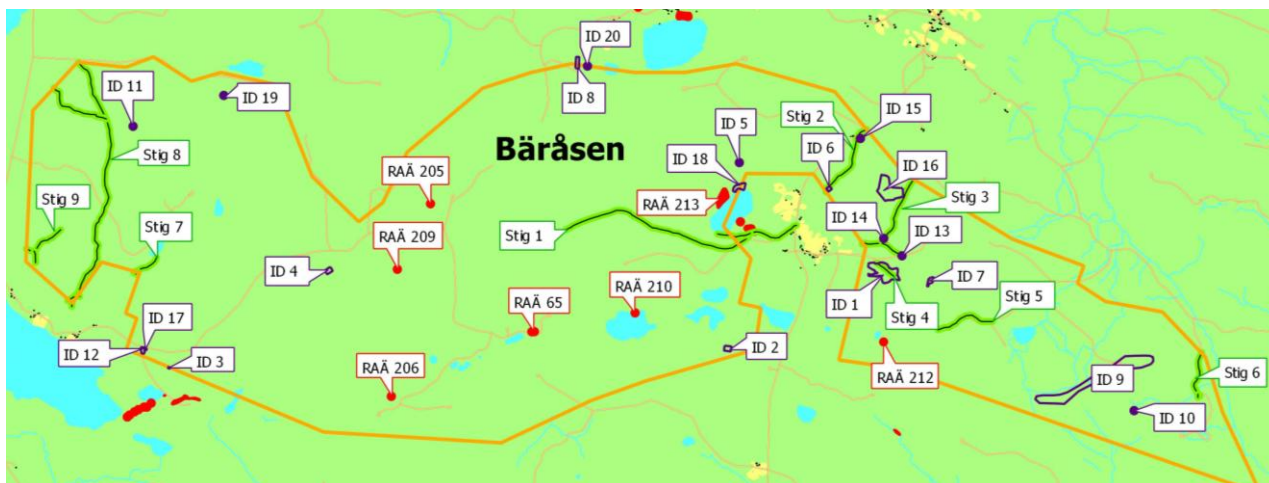 ID 20
ID 11
ID 19
ID 8
ID 15
Stig 2
ID 5
Bäråsen
Stig 8
ID 6
ID 16
ID 18
RAÄ 205
Stig 9
RAÄ 213
Stig 3
ID 14
Stig 7
RAÄ 209
Stig 1
ID 13
ID 4
ID 1
ID 7
RAÄ 210
Stig 5
RAÄ 65
Stig 4
ID 17
ID 12
ID 3
ID 2
RAÄ 206
RAÄ 212
ID 9
Stig 6
ID 10